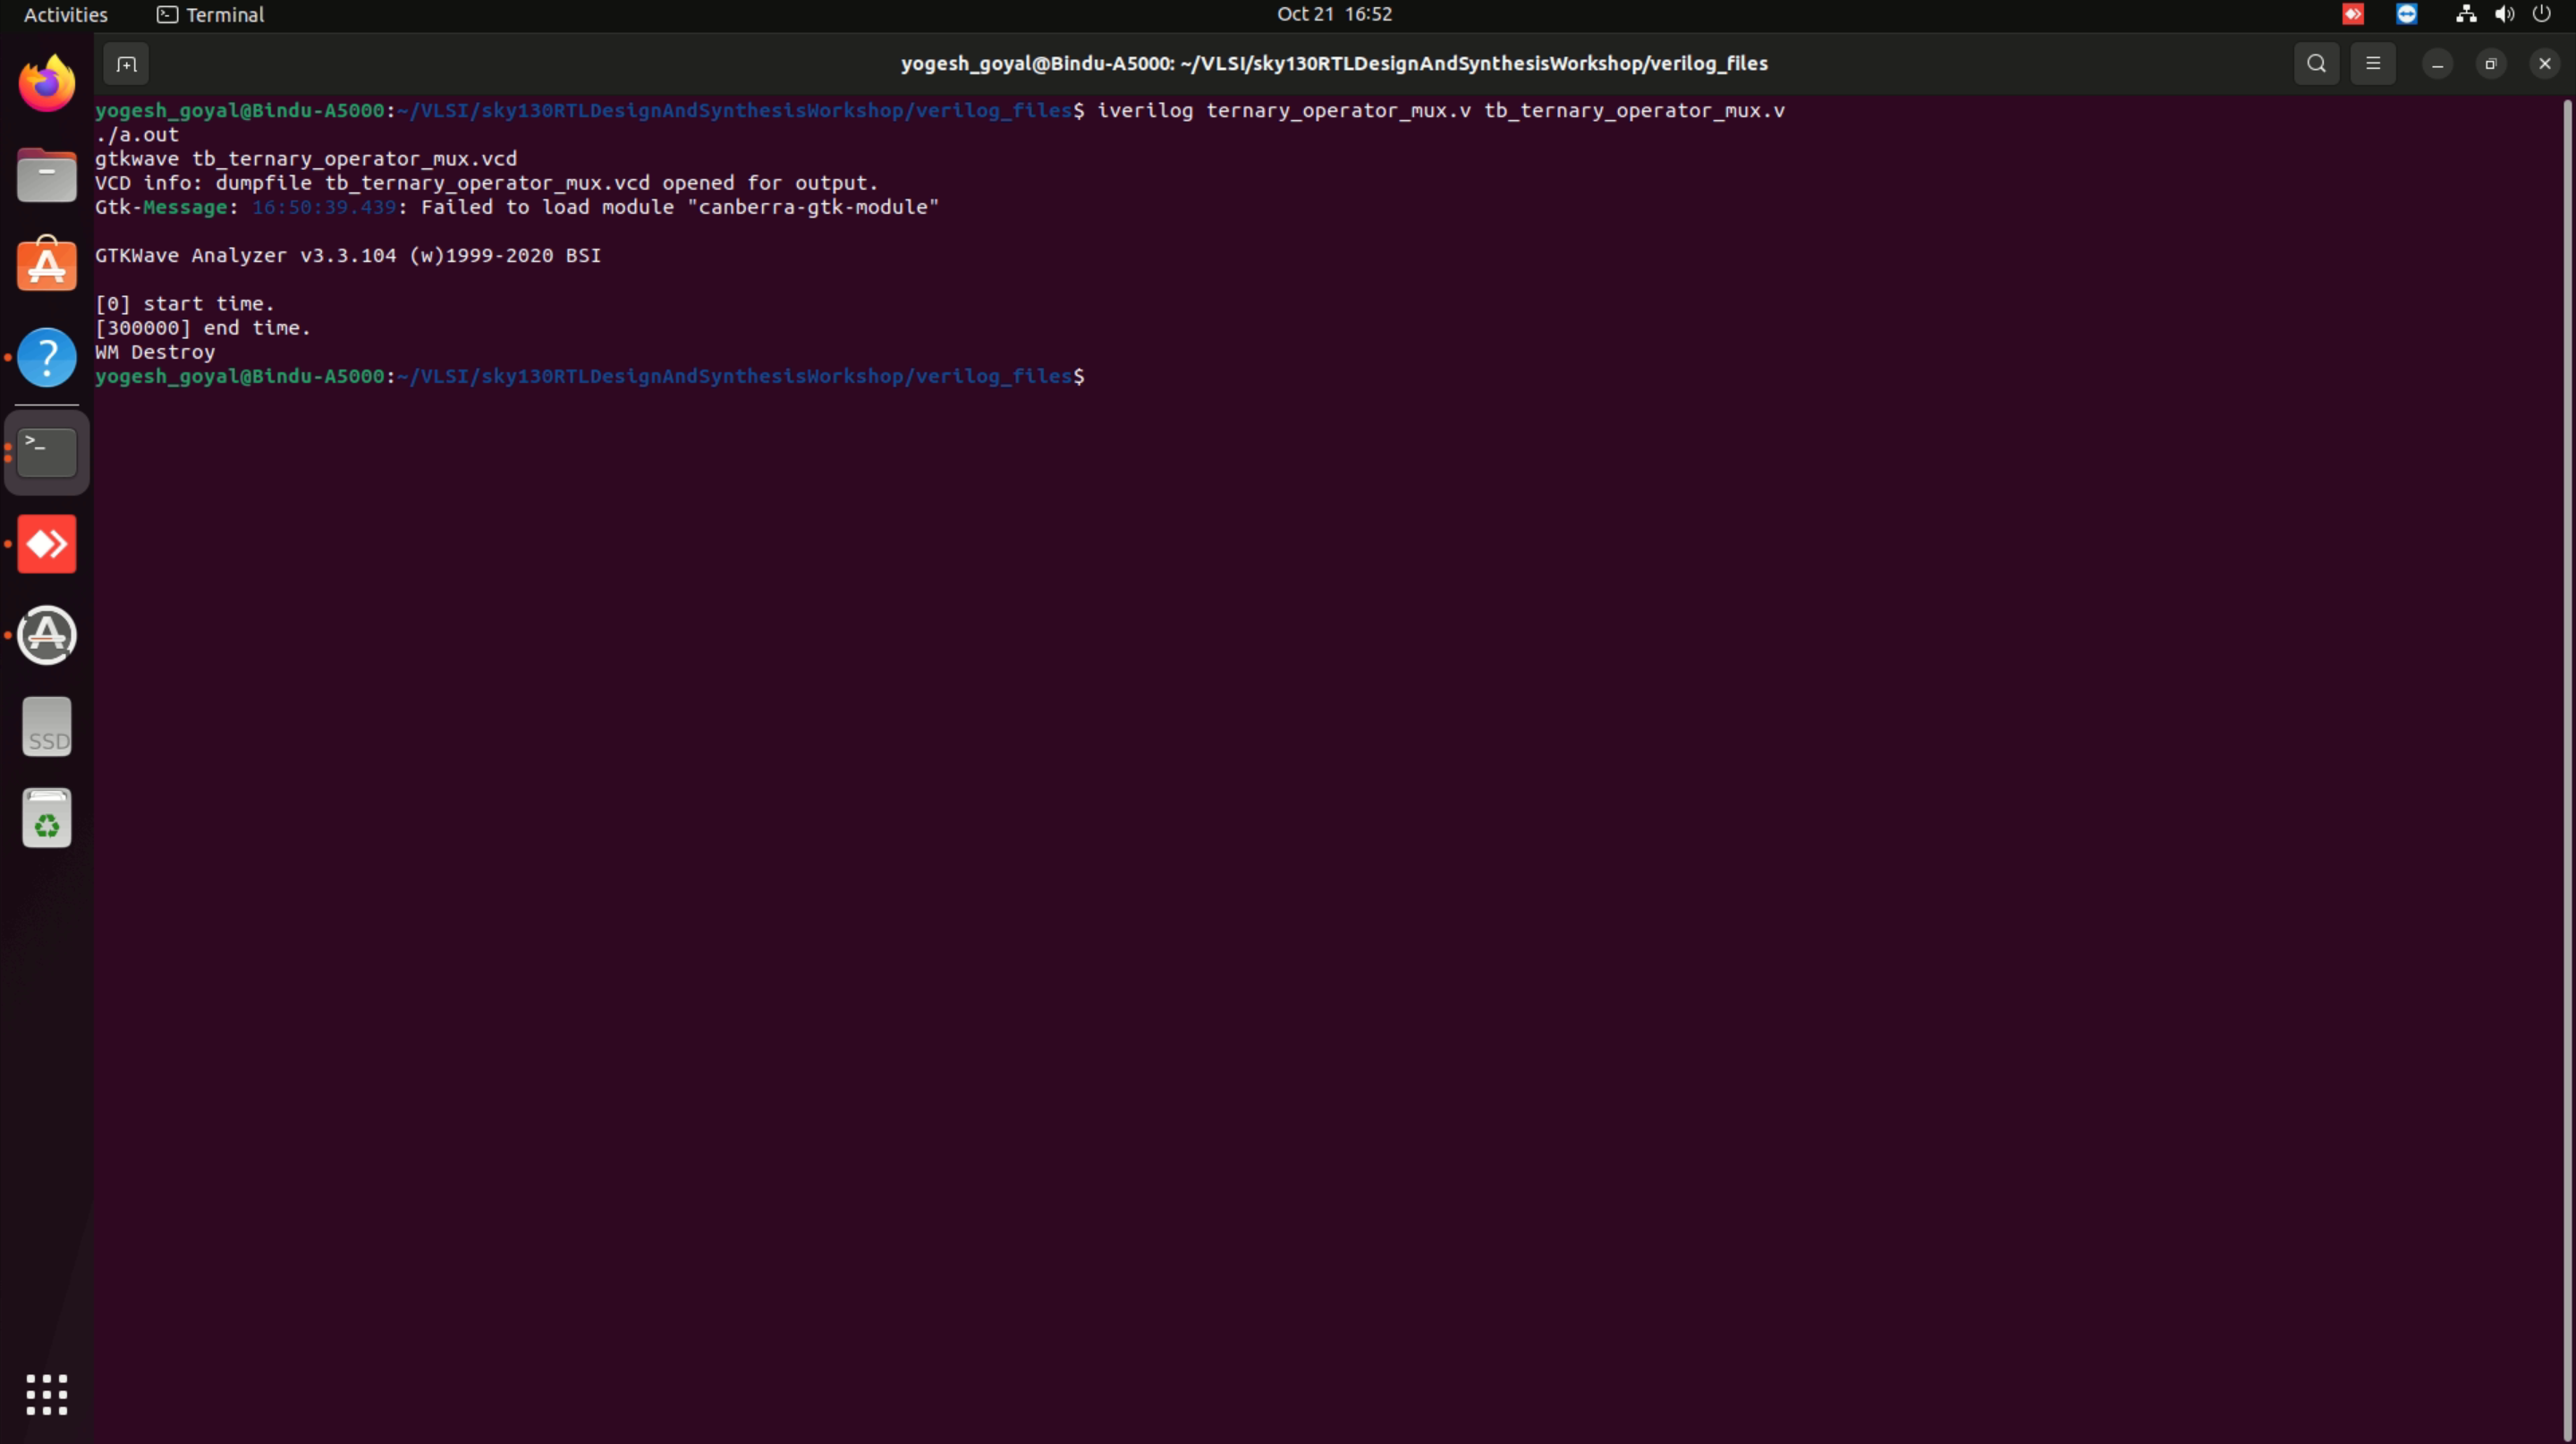 Activities
Terminal
Oct 21 16:52
yogesh_goyal@Bindu-A5000: ~/VLSI/sky130RTLDesignAndSynthesisWorkshop/verilog_files
yogesh_goyal@Bindu-A5000:~/VLSI/sky130RTLDesignAndSynthesisWorkshop/verilog_files$ iverilog ternary_operator_mux.v tb_ternary_operator_mux.v
./a.out
gtkwave tb_ternary_operator_mux.vcd
VCD info: dumpfile tb_ternary_operator_mux.vcd opened for output.
Gtk-Message: 16:50:39.439: Failed to load module "canberra-gtk-module"
GTKWave Analyzer v3.3.104 (w)1999-2020 BSI
[0] start time.
[300000] end time.
WM Destroy
yogesh_goyal@Bindu-A5000:~/VLSI/sky130RTLDesignAndSynthesisWorkshop/verilog_files$
SSD